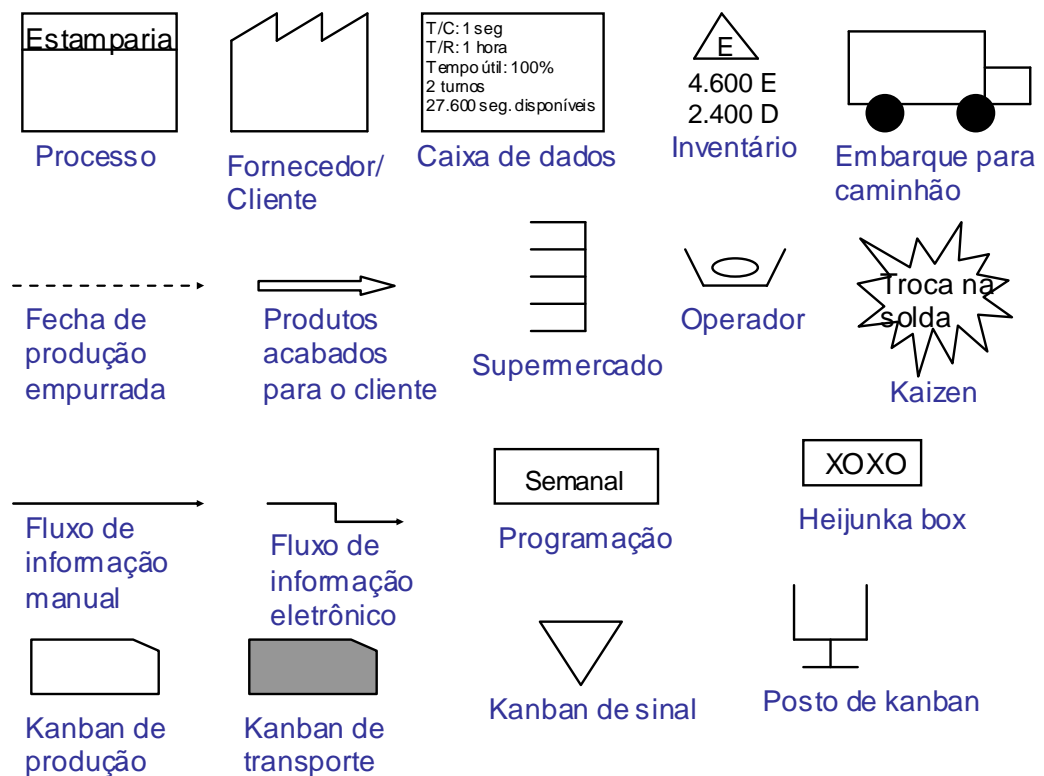 Estamparia
Processo
Fornecedor/
Cliente
T/C: 1 seg
T/R: 1 hora
Tempo útil: 100%
2 turnos
27.600 seg. disponíveis
Caixa de dados
E
4.600 E
2.400 D
Inventário
Embarque para
caminhão
Fecha de
produção
empurrada
Produtos
acabados
para o cliente
Supermercado
Operador
Troca na
solda
Kaizen
Fluxo de
informação
manual
Fluxo de
informação
eletrônico
Semanal
Programação
XOXO
Heijunka box
Kanban de
produção
Kanban de
transporte
Kanban de sinal
Posto de kanban